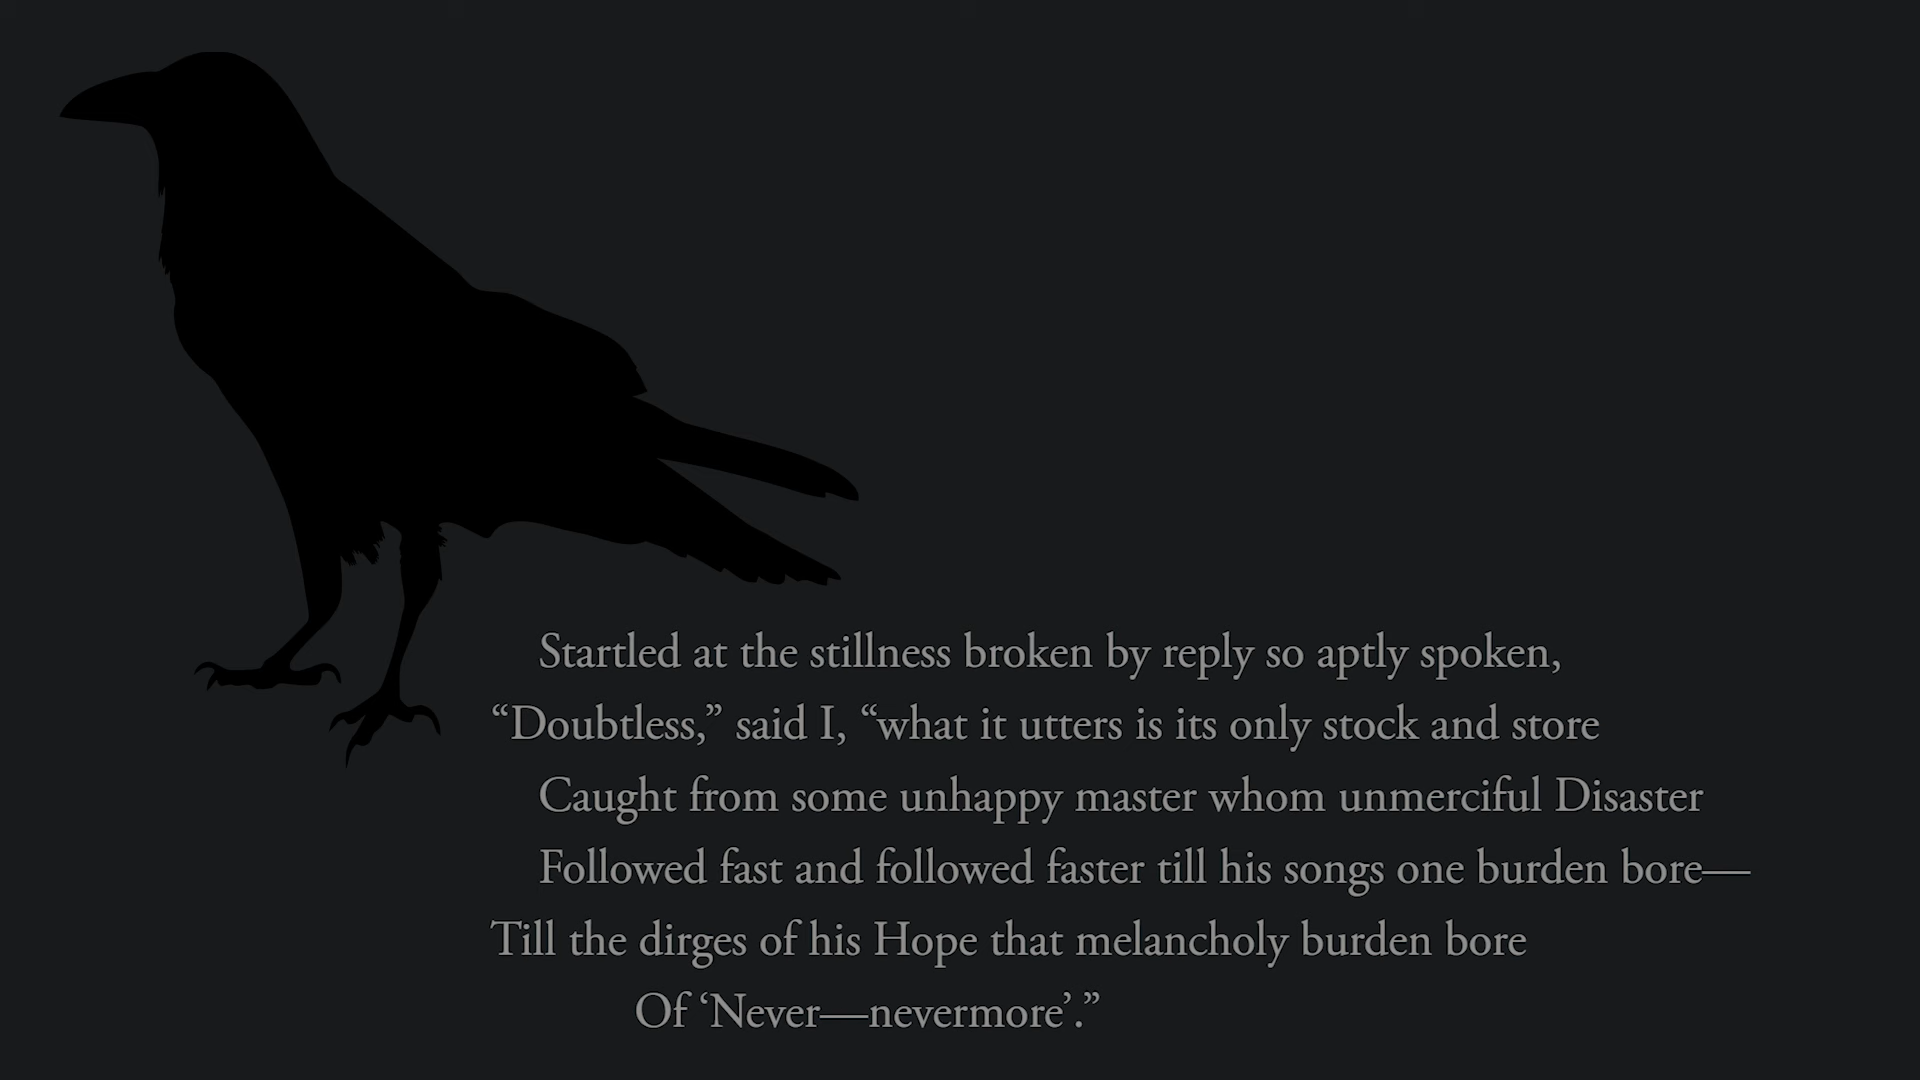 Startled at the stillness broken by reply so aptly spoken,
“Doubtless,” said I, “what it utters is its only stock and store
Caught from some unhappy master whom unmerciful Disaster
Followed fast and followed faster till his songs one burden bore—
Till the dirges of his Hope that melancholy burden bore
Of ‘Never—nevermore’.”